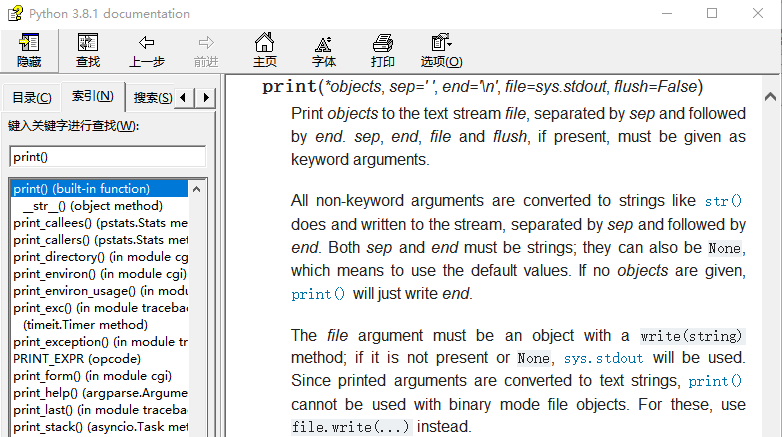 Python 3.8.1 documentation
隐藏 查找 上一步 前进 主页 字体 打印 选项(O)
目录(C) 索引(N) 搜索(S)
键入关键字进行查找(W):
print()
print() (built-in function)
__str__() (object method)
print_callees() (pstats.Stats me
print_callers() (pstats.Stats met
print_directory() (in module cg
print_environ() (in module cgi)
print_environ_usage() (in modu
print_exc() (in module traceba
(timeit.Timer method)
print_exception() (in module tr
PRINT_EXPR (opcode)
print_form() (in module cgi)
print_help() (argparse.Argume
print_last() (in module traceba
print_stack() (asyncio.Task met
print(*objects, sep=' ', end='\n', file=sys.stdout, flush=False)
Print objects to the text stream file, separated by sep and followed
by end. sep, end, file and flush, if present, must be given as
keyword arguments.
All non-keyword arguments are converted to strings like str()
does and written to the stream, separated by sep and followed by
end. Both sep and end must be strings; they can also be None,
which means to use the default values. If no objects are given,
print() will just write end.
The file argument must be an object with a write(string)
method; if it is not present or None, sys.stdout will be used.
Since printed arguments are converted to text strings, print()
cannot be used with binary mode file objects. For these, use
file.write(...) instead.